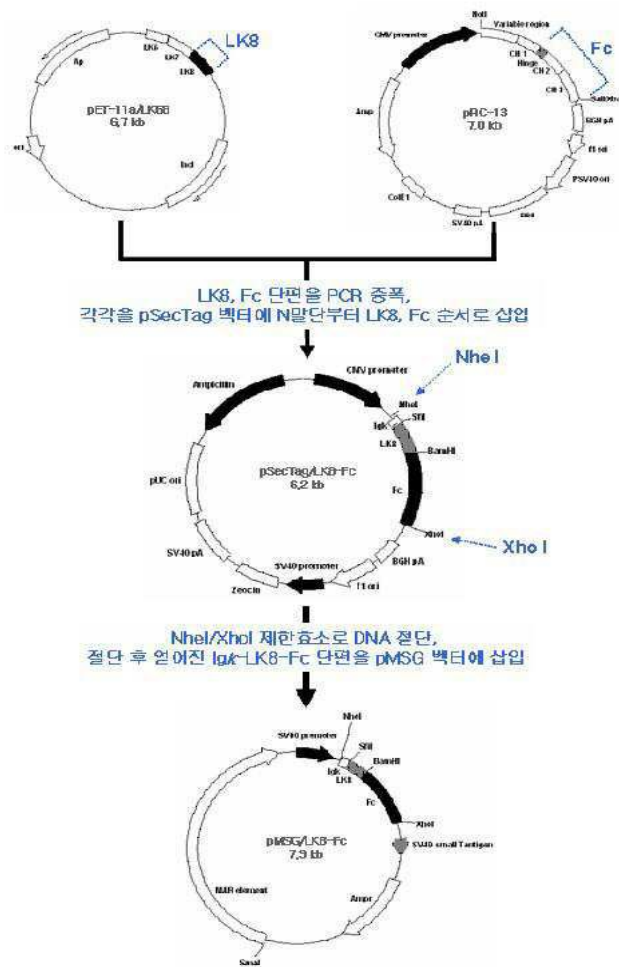 LK8
LK6
LK7
LK8
Ap
pET-11a/LK68
6,7 kb
ori
lacI
NotI
Variable region
CMV promoter
CH 1
Hinge
CH 2
CH 3
Fc
BGH pA
f1 ori
PSV40 ori
neo
SV40 pA
ColE1
Amp
pRC-13
7,0 kb
LK8, Fc 단편을 PCR 증폭,
각각을 pSecTag 벡터에 N말단부터 LK8, Fc 순서로 삽입
Nhe I
CMV promoter
Ampicillin
NheI
SfiI
Igk
LK8
BamHI
pSecTag/LK8-Fc
6,2 kb
Fc
pUC ori
XhoI
Xho I
BGH pA
SV40 pA
SV40 promoter
f1 ori
Zeocin
NheI/XhoI 제한효소로 DNA 절단,
절단 후 얻어진 Igk-LK8-Fc 단편을 pMSG 벡터에 삽입
NheI
SV40 promoter
SfiI
BamHI
Igk
LK8
Fc
XhoI
pMSG/LK8-Fc
7,9 kb
SV40 small Tantigen
MAR element
Ampr